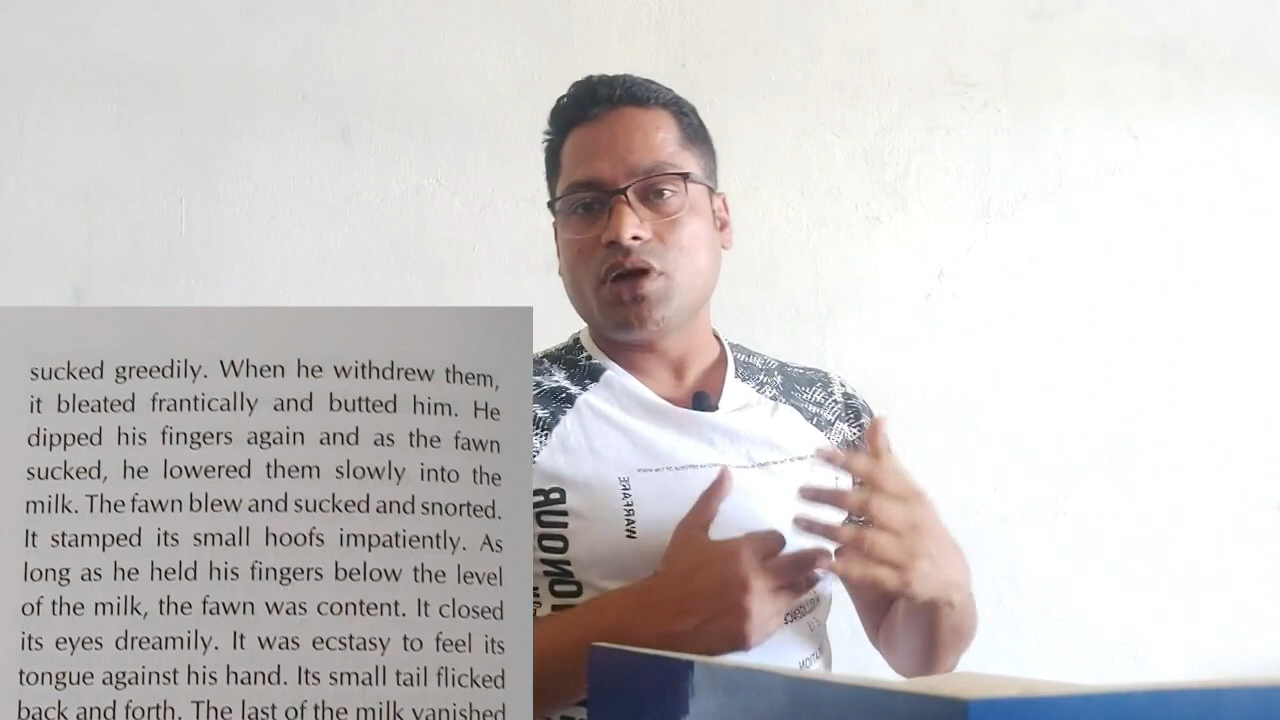 sucked greedily. When he withdrew them,
it bleated frantically and butted him. He
dipped his fingers again and as the fawn
sucked, he lowered them slowly into the
milk. The fawn blew and sucked and snorted.
It stamped its small hoofs impatiently. As
long as he held his fingers below the level
of the milk, the fawn was content. It closed
its eyes dreamily. It was ecstasy to feel its
tongue against his hand. Its small tail flicked
back and forth. The last of the milk vanished
WARFARE